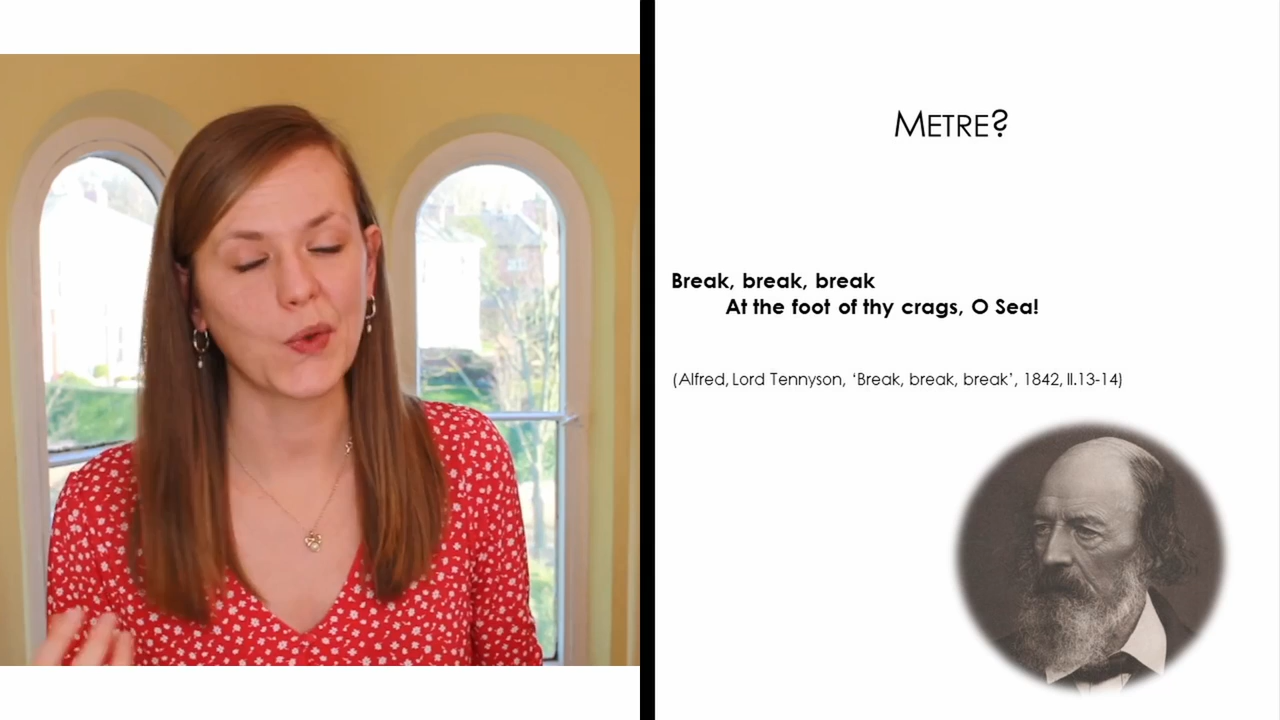 METRE?
Break, break, break
At the foot of thy crags, O Sea!
(Alfred, Lord Tennyson, ‘Break, break, break’, 1842, ll.13-14)